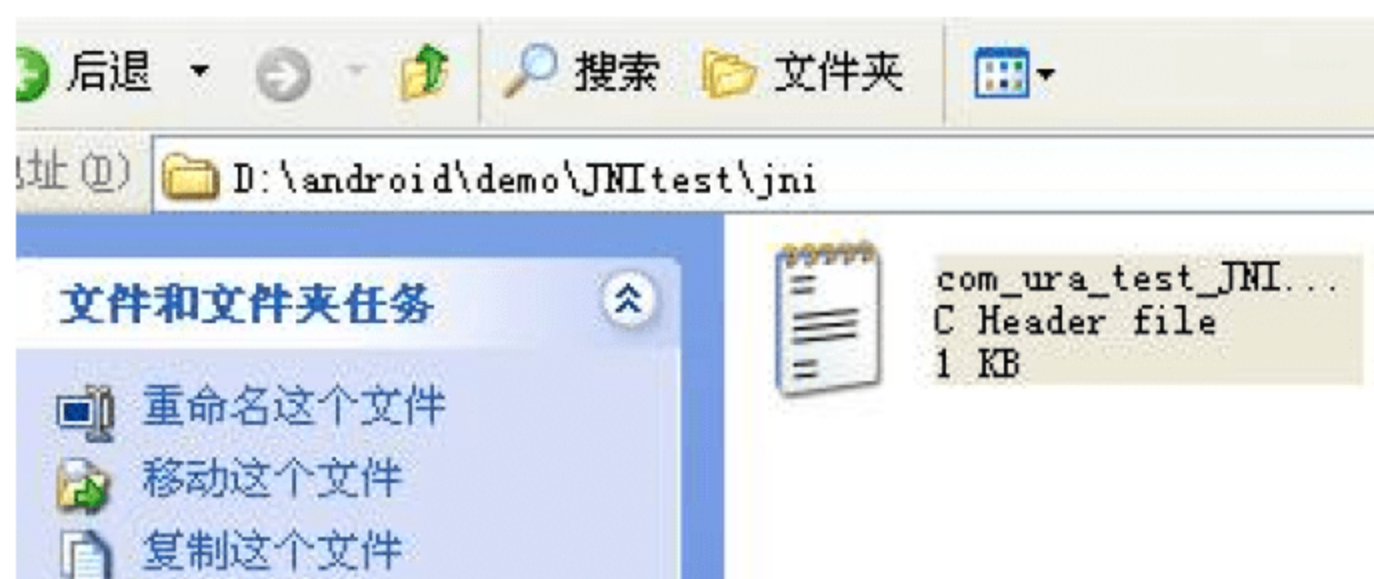 后退 搜索 文件夹
址(D) D:\android\demo\JNItest\jni
文件和文件夹任务
重命名这个文件
移动这个文件
复制这个文件
com_ura_test_JNI...
C Header file
1 KB